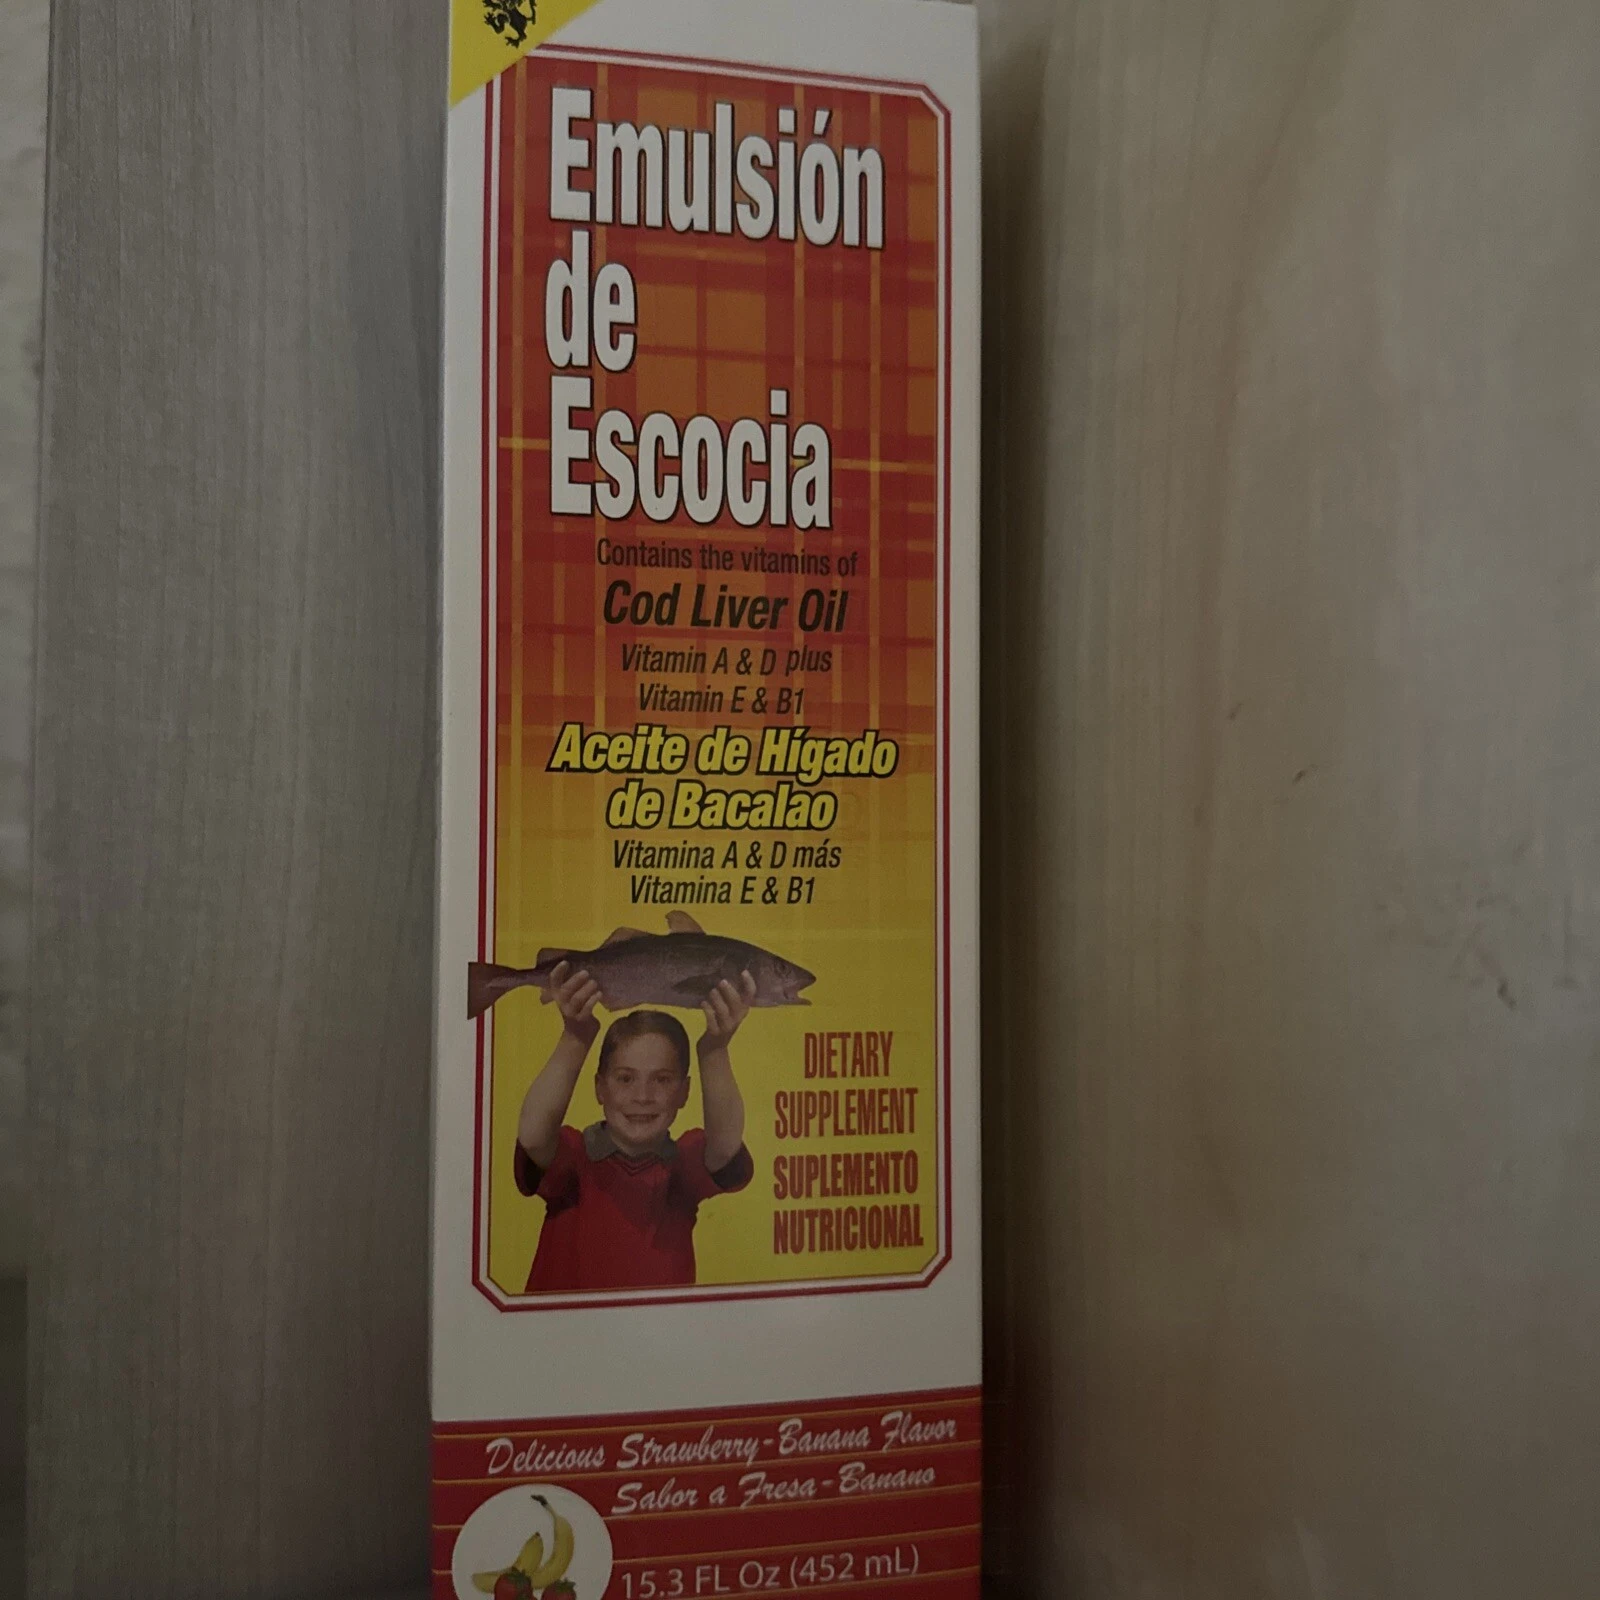 Emulsión
de
Escocia
Contains the vitamins of
Cod Liver Oil
Vitamin A & D plus
Vitamin E & B1
Aceite de Hígado
de Bacalao
Vitamina A & D más
Vitamina E & B1
DIETARY
SUPPLEMENT
SUPLEMENTO
NUTRICIONAL
Delicious Strawberry-Banana Flavor
Sabor a Fresa-Banano
15.3 FL Oz (452 mL)